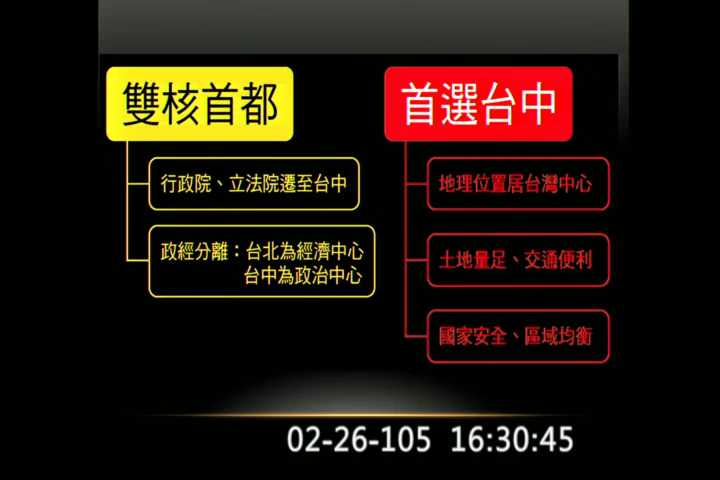 雙核首都
行政院、立法院遷至台中
政經分離：台北為經濟中心
台中為政治中心
首選台中
地理位置居台灣中心
土地量足、交通便利
國家安全、區域均衡
02-26-105 16:30:45